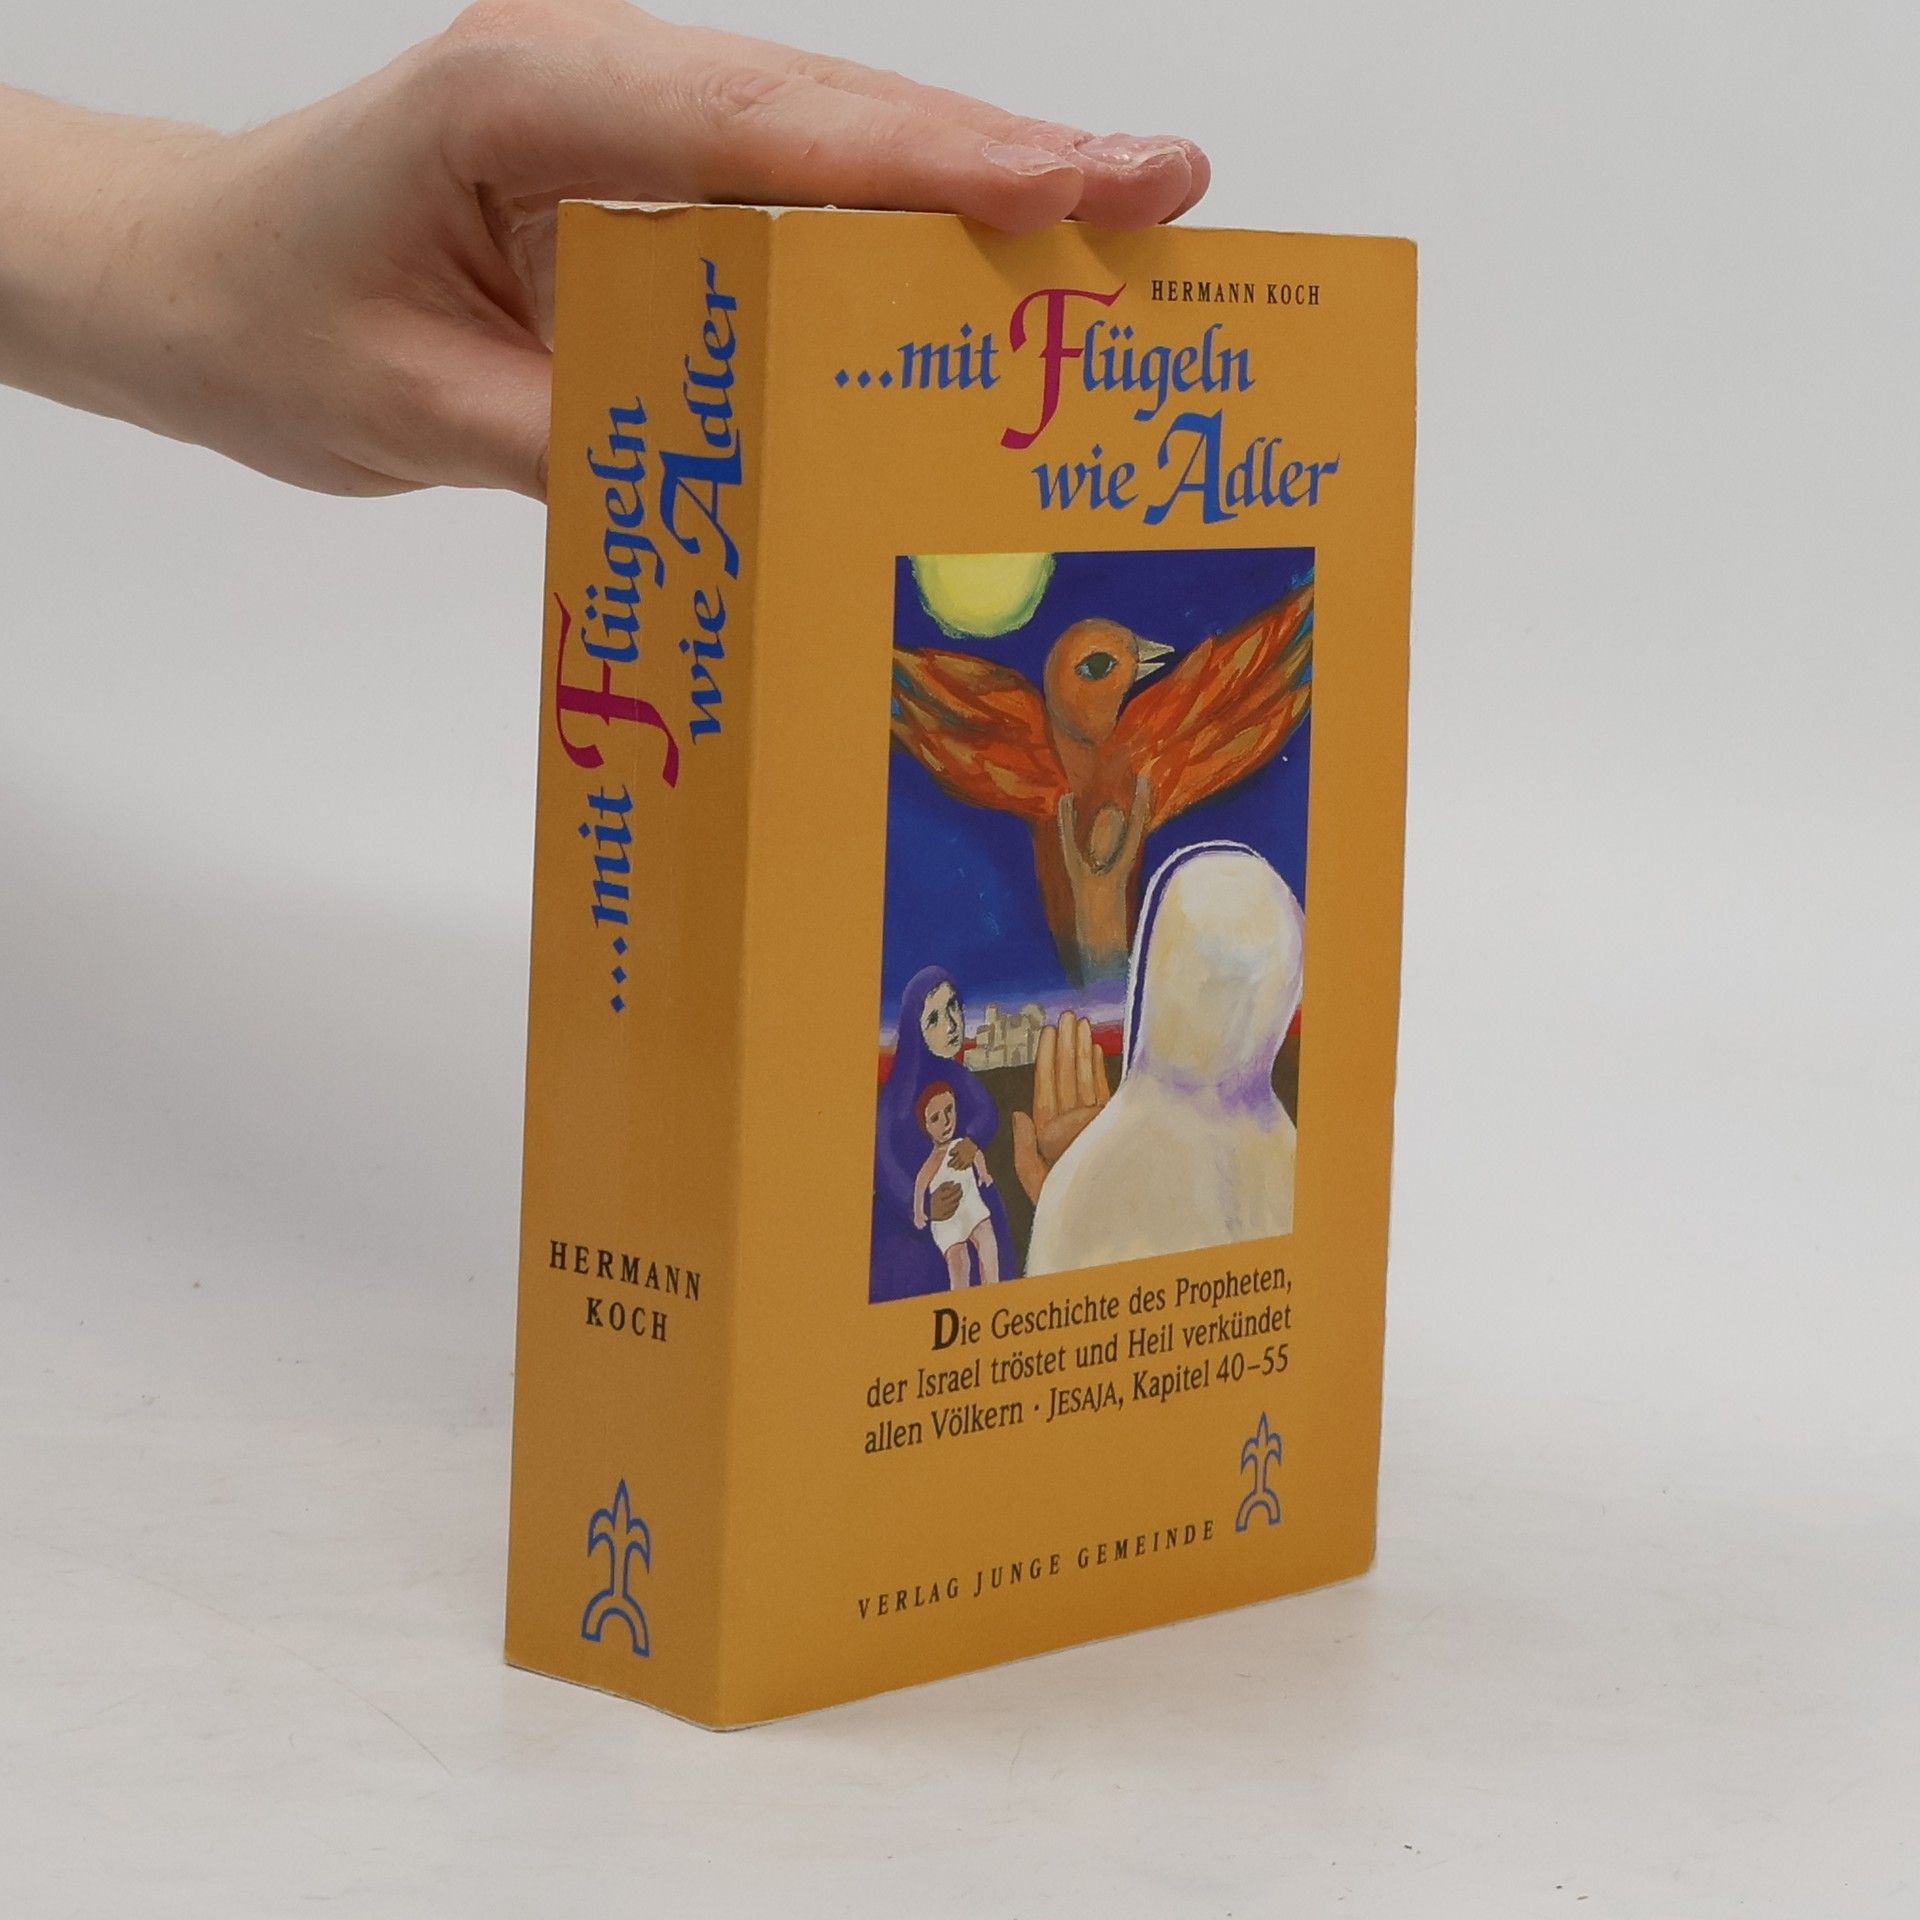 ...mit Flügeln
wie Adler
HERMANN
KOCH
HERMANN KOCH
...mit Flügeln
wie Adler
Die Geschichte des Propheten,
der Israel tröstet und Heil verkündet
allen Völkern · JESAJA, Kapitel 40–55
VERLAG JUNGE GEMEINDE